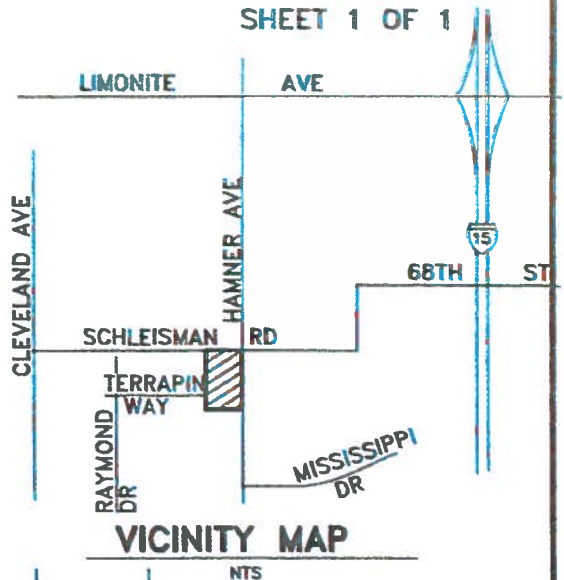 SHEET 1 OF 1
LIMONITE AVE
CLEVELAND AVE
HAMNER AVE
15
68TH ST
SCHLEISMAN RD
TERRAPIN
WAY
RAYMOND
DR
MISSISSIPPI
DR
VICINITY MAP
NTS